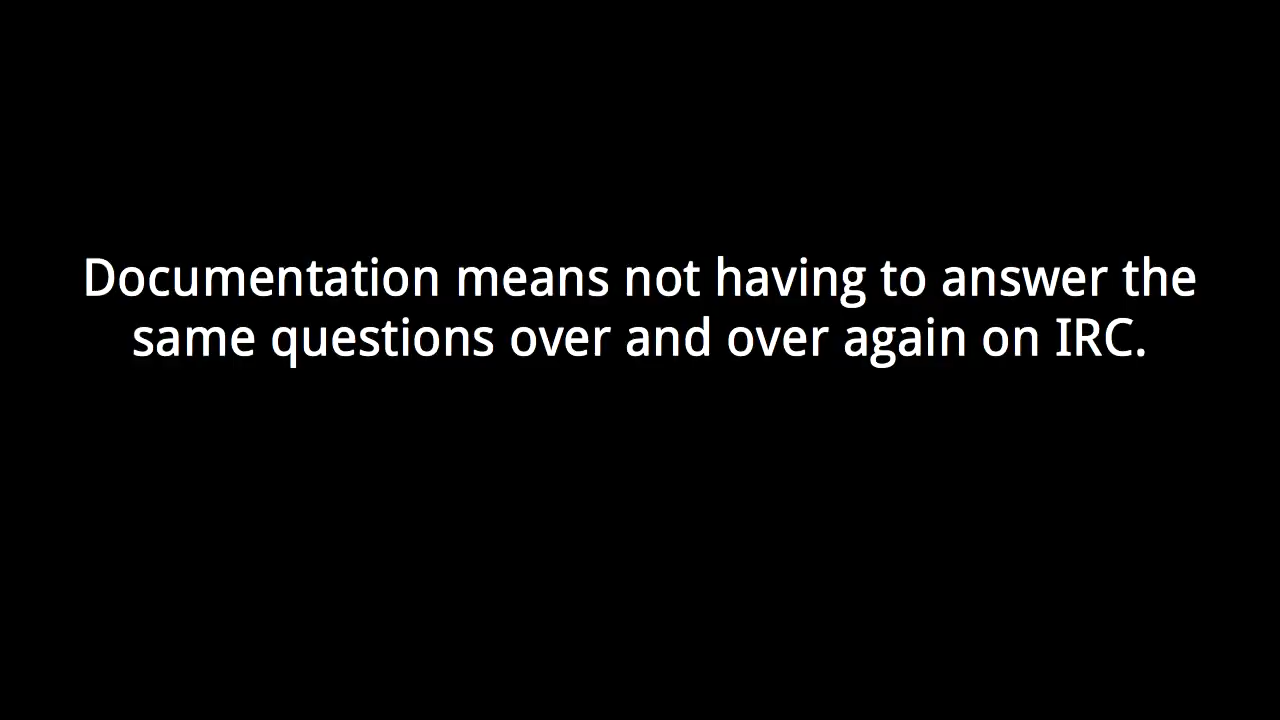 Documentation means not having to answer the
same questions over and over again on IRC.